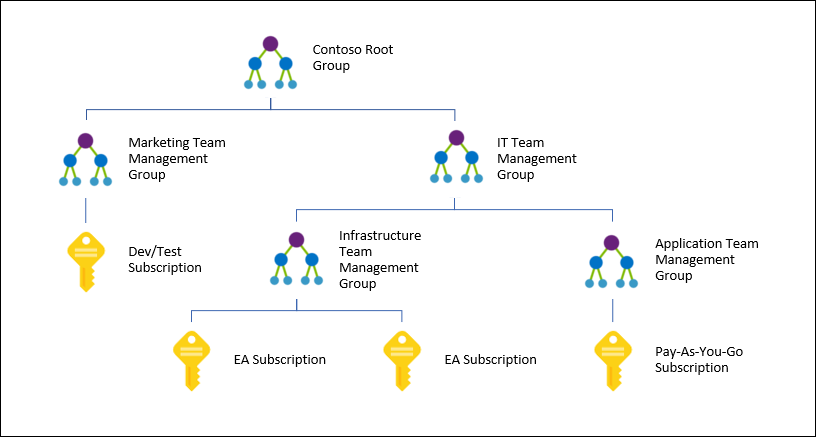 Contoso Root
Group
Marketing Team
Management
Group
IT Team
Management
Group
Dev/Test
Subscription
Infrastructure
Team
Management
Group
Application Team
Management
Group
EA Subscription
EA Subscription
Pay-As-You-Go
Subscription